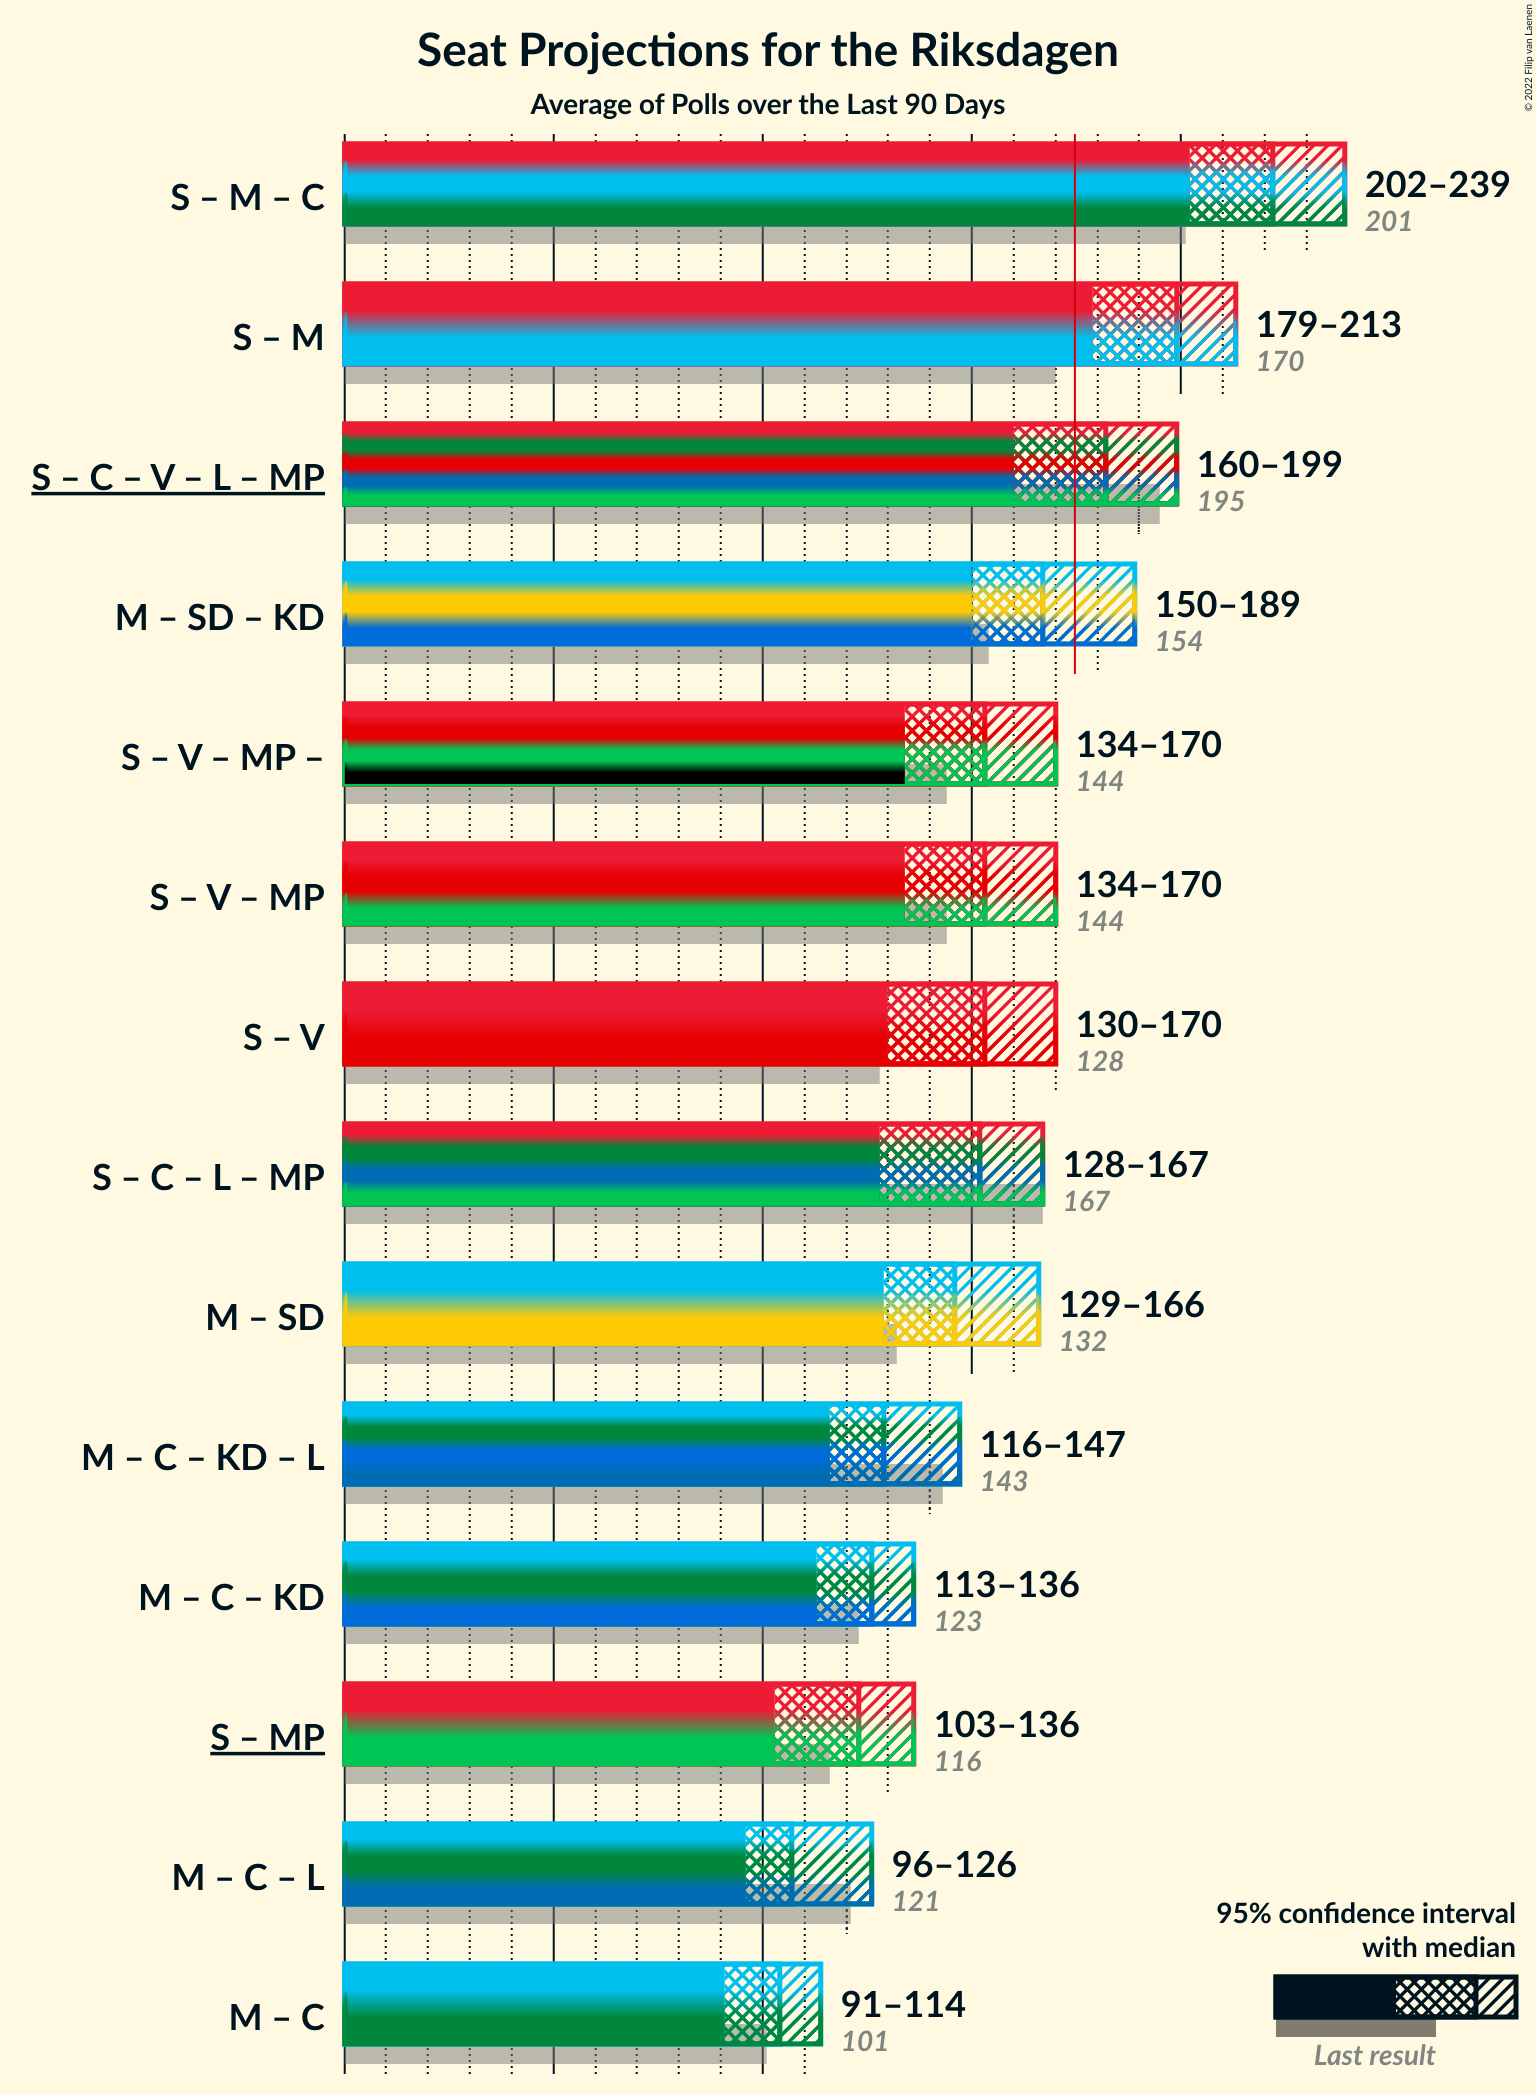 Seat Projections for the Riksdagen
Average of Polls over the Last 90 Days
© 2022 Filip van Laenen
S – M – C
202–239
201
S – M
179–213
170
S – C – V – L – MP
160–199
195
M – SD – KD
150–189
154
S – V – MP –
134–170
144
S – V – MP
134–170
144
S – V
130–170
128
S – C – L – MP
128–167
167
M – SD
129–166
132
M – C – KD – L
116–147
143
M – C – KD
113–136
123
S – MP
103–136
116
M – C – L
96–126
121
M – C
91–114
101
95% confidence interval
with median
Last result